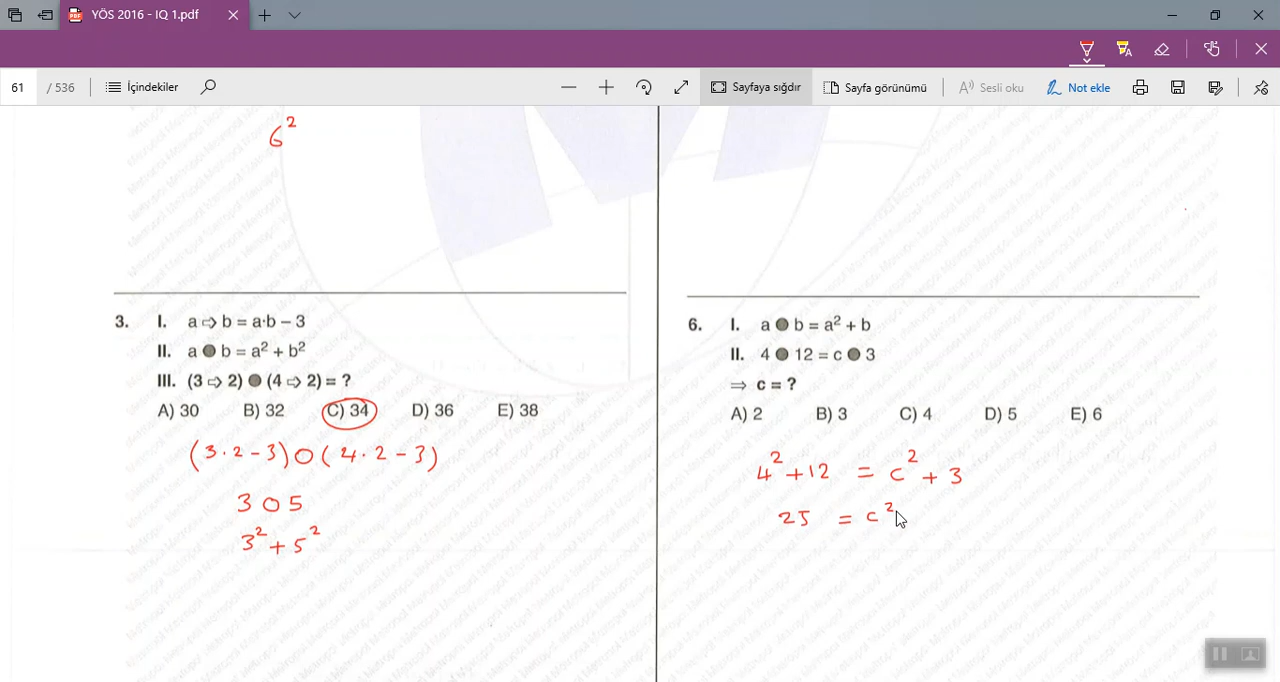 YÖS 2016 - IQ 1.pdf
61 / 536 İçindekiler Sayfaya sığdır Sayfa görünümü Sesli oku Not ekle
6²
3. I. a ⇨ b = a·b – 3
II. a ● b = a² + b²
III. (3 ⇨ 2) ● (4 ⇨ 2) = ?
A) 30 B) 32 C) 34 D) 36 E) 38
(3·2-3)○(4·2-3)
3 ○ 5
3² + 5²
6. I. a ● b = a² + b
II. 4 ● 12 = c ● 3
⇒ c = ?
A) 2 B) 3 C) 4 D) 5 E) 6
4² + 12 = c² + 3
25 = c²